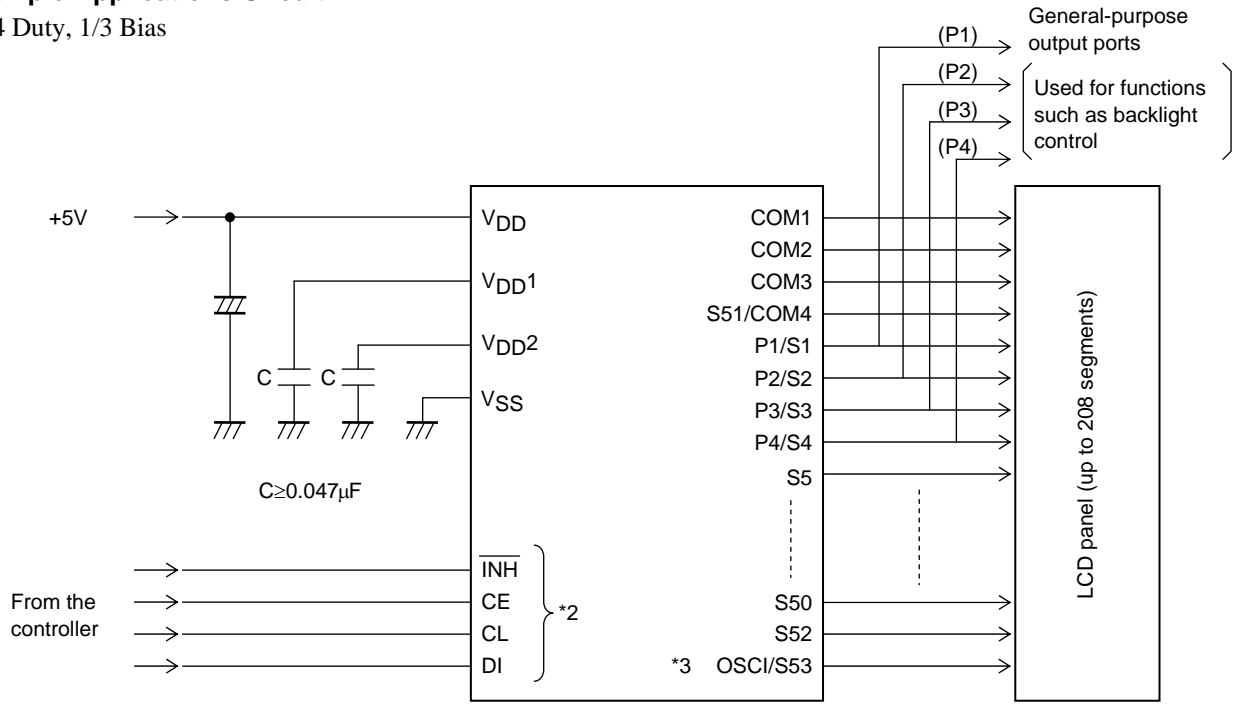 4 Duty, 1/3 Bias
General-purpose
output ports
(P1)
(P2)
(P3)
(P4)
Used for functions
such as backlight
control
+5V
VDD
VDD1
VDD2
VSS
C
C
C≥0.047μF
COM1
COM2
COM3
S51/COM4
P1/S1
P2/S2
P3/S3
P4/S4
S5
S50
S52
*3 OSCI/S53
LCD panel (up to 208 segments)
From the
controller
INH
CE
CL
DI
*2